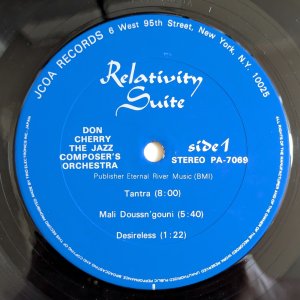 JCOA RECORDS 6 West 95th Street, New York, N.Y. 10025
Relativity
Suite
DON
CHERRY
THE JAZZ
COMPOSER'S
ORCHESTRA
side 1
STEREO PA-7069
Publisher Eternal River Music (BMI)
Tantra (8:00)
Mali Doussn'gouni (5:40)
Desireless (1:22)